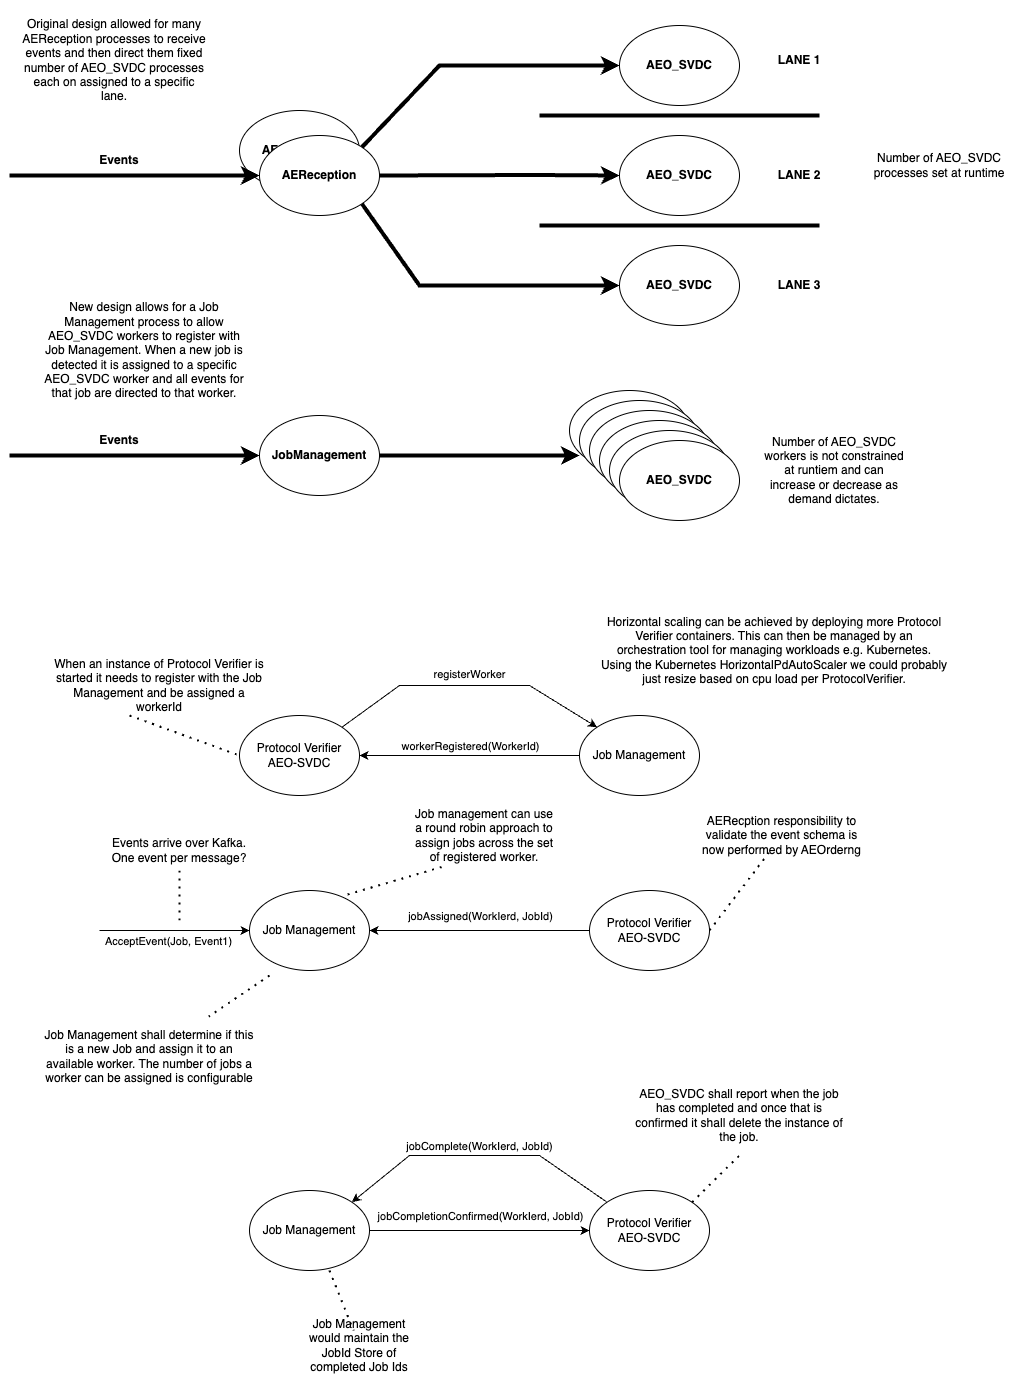 Original design allowed for many
AEReception processes to receive
events and then direct them fixed
number of AEO_SVDC processes
each on assigned to a specific
lane.
AEO_SVDC
LANE 1
Events
AEReception
AEO_SVDC
LANE 2
Number of AEO_SVDC
processes set at runtime
AEO_SVDC
LANE 3
New design allows for a Job
Management process to allow
AEO_SVDC workers to register with
Job Management. When a new job is
detected it is assigned to a specific
AEO_SVDC worker and all events for
that job are directed to that worker.
Events
JobManagement
AEO_SVDC
Number of AEO_SVDC
workers is not constrained
at runtiem and can
increase or decrease as
demand dictates.
Horizontal scaling can be achieved by deploying more Protocol
Verifier containers. This can then be managed by an
orchestration tool for managing workloads e.g. Kubernetes.
Using the Kubernetes HorizontalPdAutoScaler we could probably
just resize based on cpu load per ProtocolVerifier.
When an instance of Protocol Verifier is
started it needs to register with the Job
Management and be assigned a
workerId
registerWorker
Protocol Verifier
AEO-SVDC
workerRegistered(WorkerId)
Job Management
Job management can use
a round robin approach to
assign jobs across the set
of registered worker.
AERecption responsibility to
validate the event schema is
now performed by AEOrderng
Events arrive over Kafka.
One event per message?
AcceptEvent(Job, Event1)
Job Management
jobAssigned(WorkIerd, JobId)
Protocol Verifier
AEO-SVDC
Job Management shall determine if this
is a new Job and assign it to an
available worker. The number of jobs a
worker can be assigned is configurable
AEO_SVDC shall report when the job
has completed and once that is
confirmed it shall delete the instance of
the job.
jobComplete(WorkIerd, JobId)
Job Management
jobCompletionConfirmed(WorkIerd, JobId)
Protocol Verifier
AEO-SVDC
Job Management
would maintain the
JobId Store of
completed Job Ids